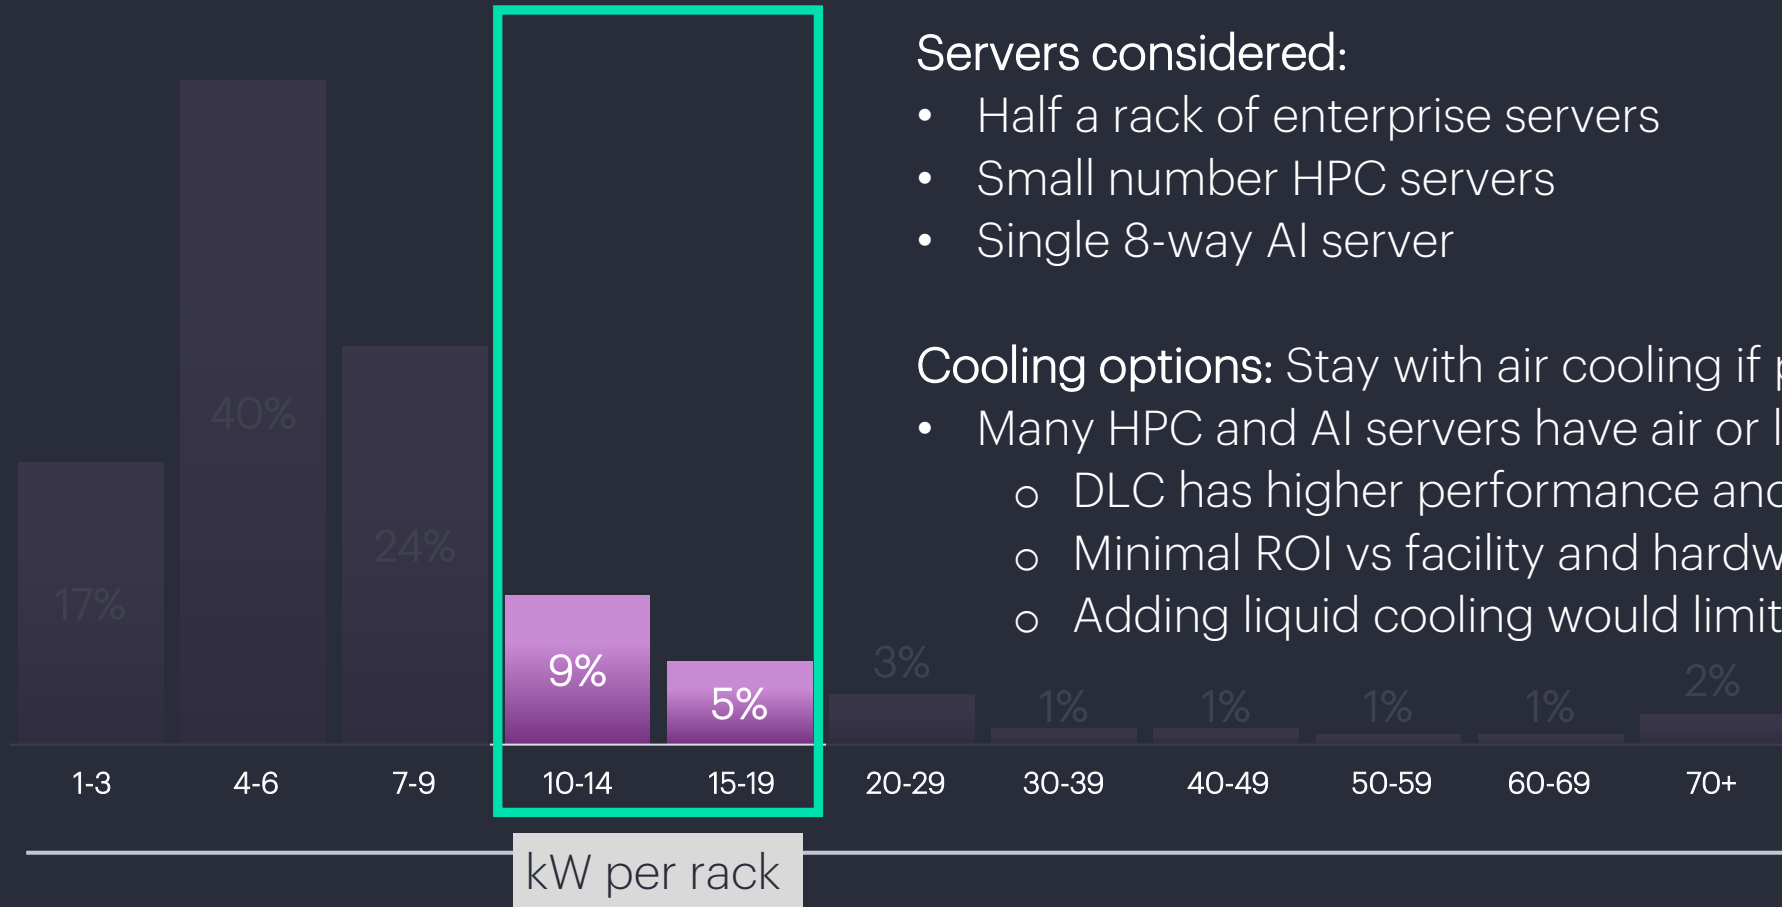 Servers considered:
• Half a rack of enterprise servers
• Small number HPC servers
• Single 8-way AI server
Cooling options: Stay with air cooling if
• Many HPC and AI servers have air or
o DLC has higher performance and
o Minimal ROI vs facility and
o Adding liquid cooling would limit
17%
40%
24%
9%
5%
3%
1%
1%
1%
1%
2%
1-3
4-6
7-9
10-14
15-19
20-29
30-39
40-49
50-59
60-69
70+
kW per rack